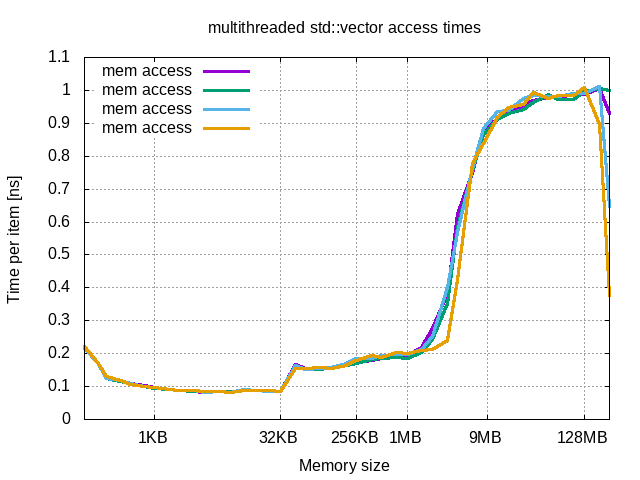 multithreaded std::vector access times
mem access
mem access
mem access
mem access
1.1
1
0.9
0.8
0.7
0.6
0.5
0.4
0.3
0.2
0.1
0
Time per item [ns]
1KB 32KB 256KB 1MB 9MB 128MB
Memory size